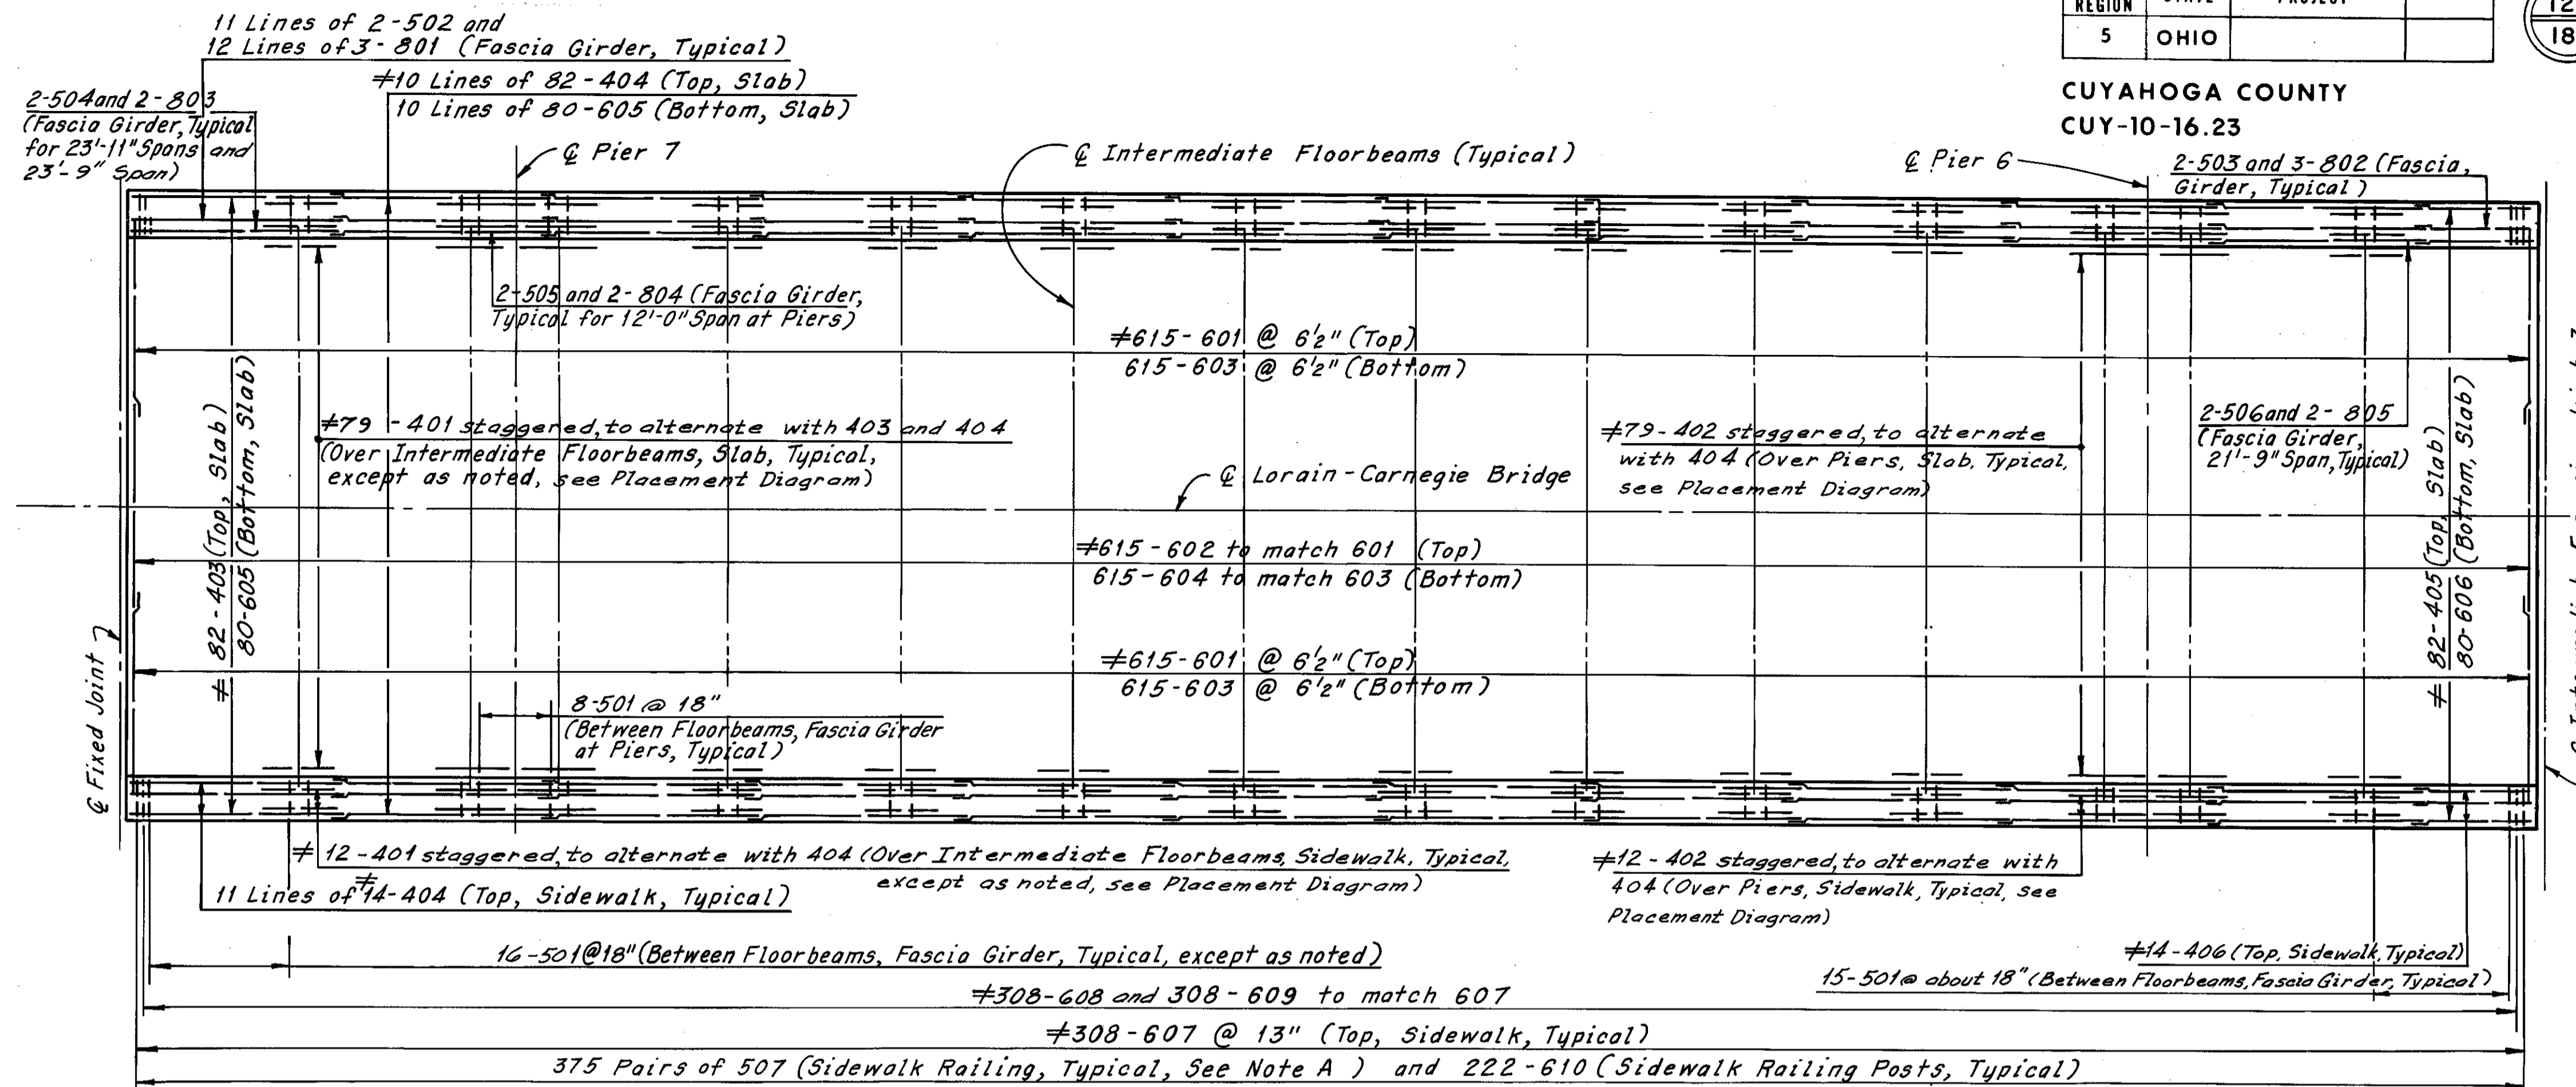 11 Lines of 2-502 and
12 Lines of 3-801 (Fascia Girder, Typical)
≠10 Lines of 82-404 (Top, Slab)
10 Lines of 80-605 (Bottom, Slab)
2-504 and 2-803
(Fascia Girder, Typical
for 23'-11" Spans and
23'-9" Span)
℄ Pier 7
℄ Intermediate Floorbeams (Typical)
REGION
5 OHIO
12
18
CUYAHOGA COUNTY
CUY-10-16.23
℄ Pier 6
2-503 and 3-802 (Fascia,
Girder, Typical)
2-505 and 2-804 (Fascia Girder,
Typical for 12'-0" Span at Piers)
≠615-601 @ 6½" (Top)
615-603 @ 6½" (Bottom)
≠82-403 (Top, Slab)
80-605 (Bottom, Slab)
≠79-401 staggered, to alternate with 403 and 404
(Over Intermediate Floorbeams, Slab, Typical,
except as noted, see Placement Diagram)
℄ Lorain-Carnegie Bridge
≠79-402 staggered, to alternate
with 404 (Over Piers, Slab, Typical,
see Placement Diagram)
2-506 and 2-805
(Fascia Girder,
21'-9" Span, Typical)
≠82-405 (Top, Slab)
80-606 (Bottom, Slab)
≠615-602 to match 601 (Top)
615-604 to match 603 (Bottom)
≠615-601 @ 6½" (Top)
615-603 @ 6½" (Bottom)
℄ Fixed Joint
8-501 @ 18"
(Between Floorbeams, Fascia Girder
at Piers, Typical)
≠12-401 staggered, to alternate with 404 (Over Intermediate Floorbeams, Sidewalk, Typical,
except as noted, see Placement Diagram)
11 Lines of ≠14-404 (Top, Sidewalk, Typical)
≠12-402 staggered, to alternate with
404 (Over Piers, Sidewalk, Typical, see
Placement Diagram)
16-501@18" (Between Floorbeams, Fascia Girder, Typical, except as noted)
≠14-406 (Top, Sidewalk, Typical)
15-501@ about 18" (Between Floorbeams, Fascia Girder, Typical)
≠308-608 and 308-609 to match 607
≠308-607 @ 13" (Top, Sidewalk, Typical)
375 Pairs of 507 (Sidewalk Railing, Typical, See Note A ) and 222-610 (Sidewalk Railing Posts, Typical)